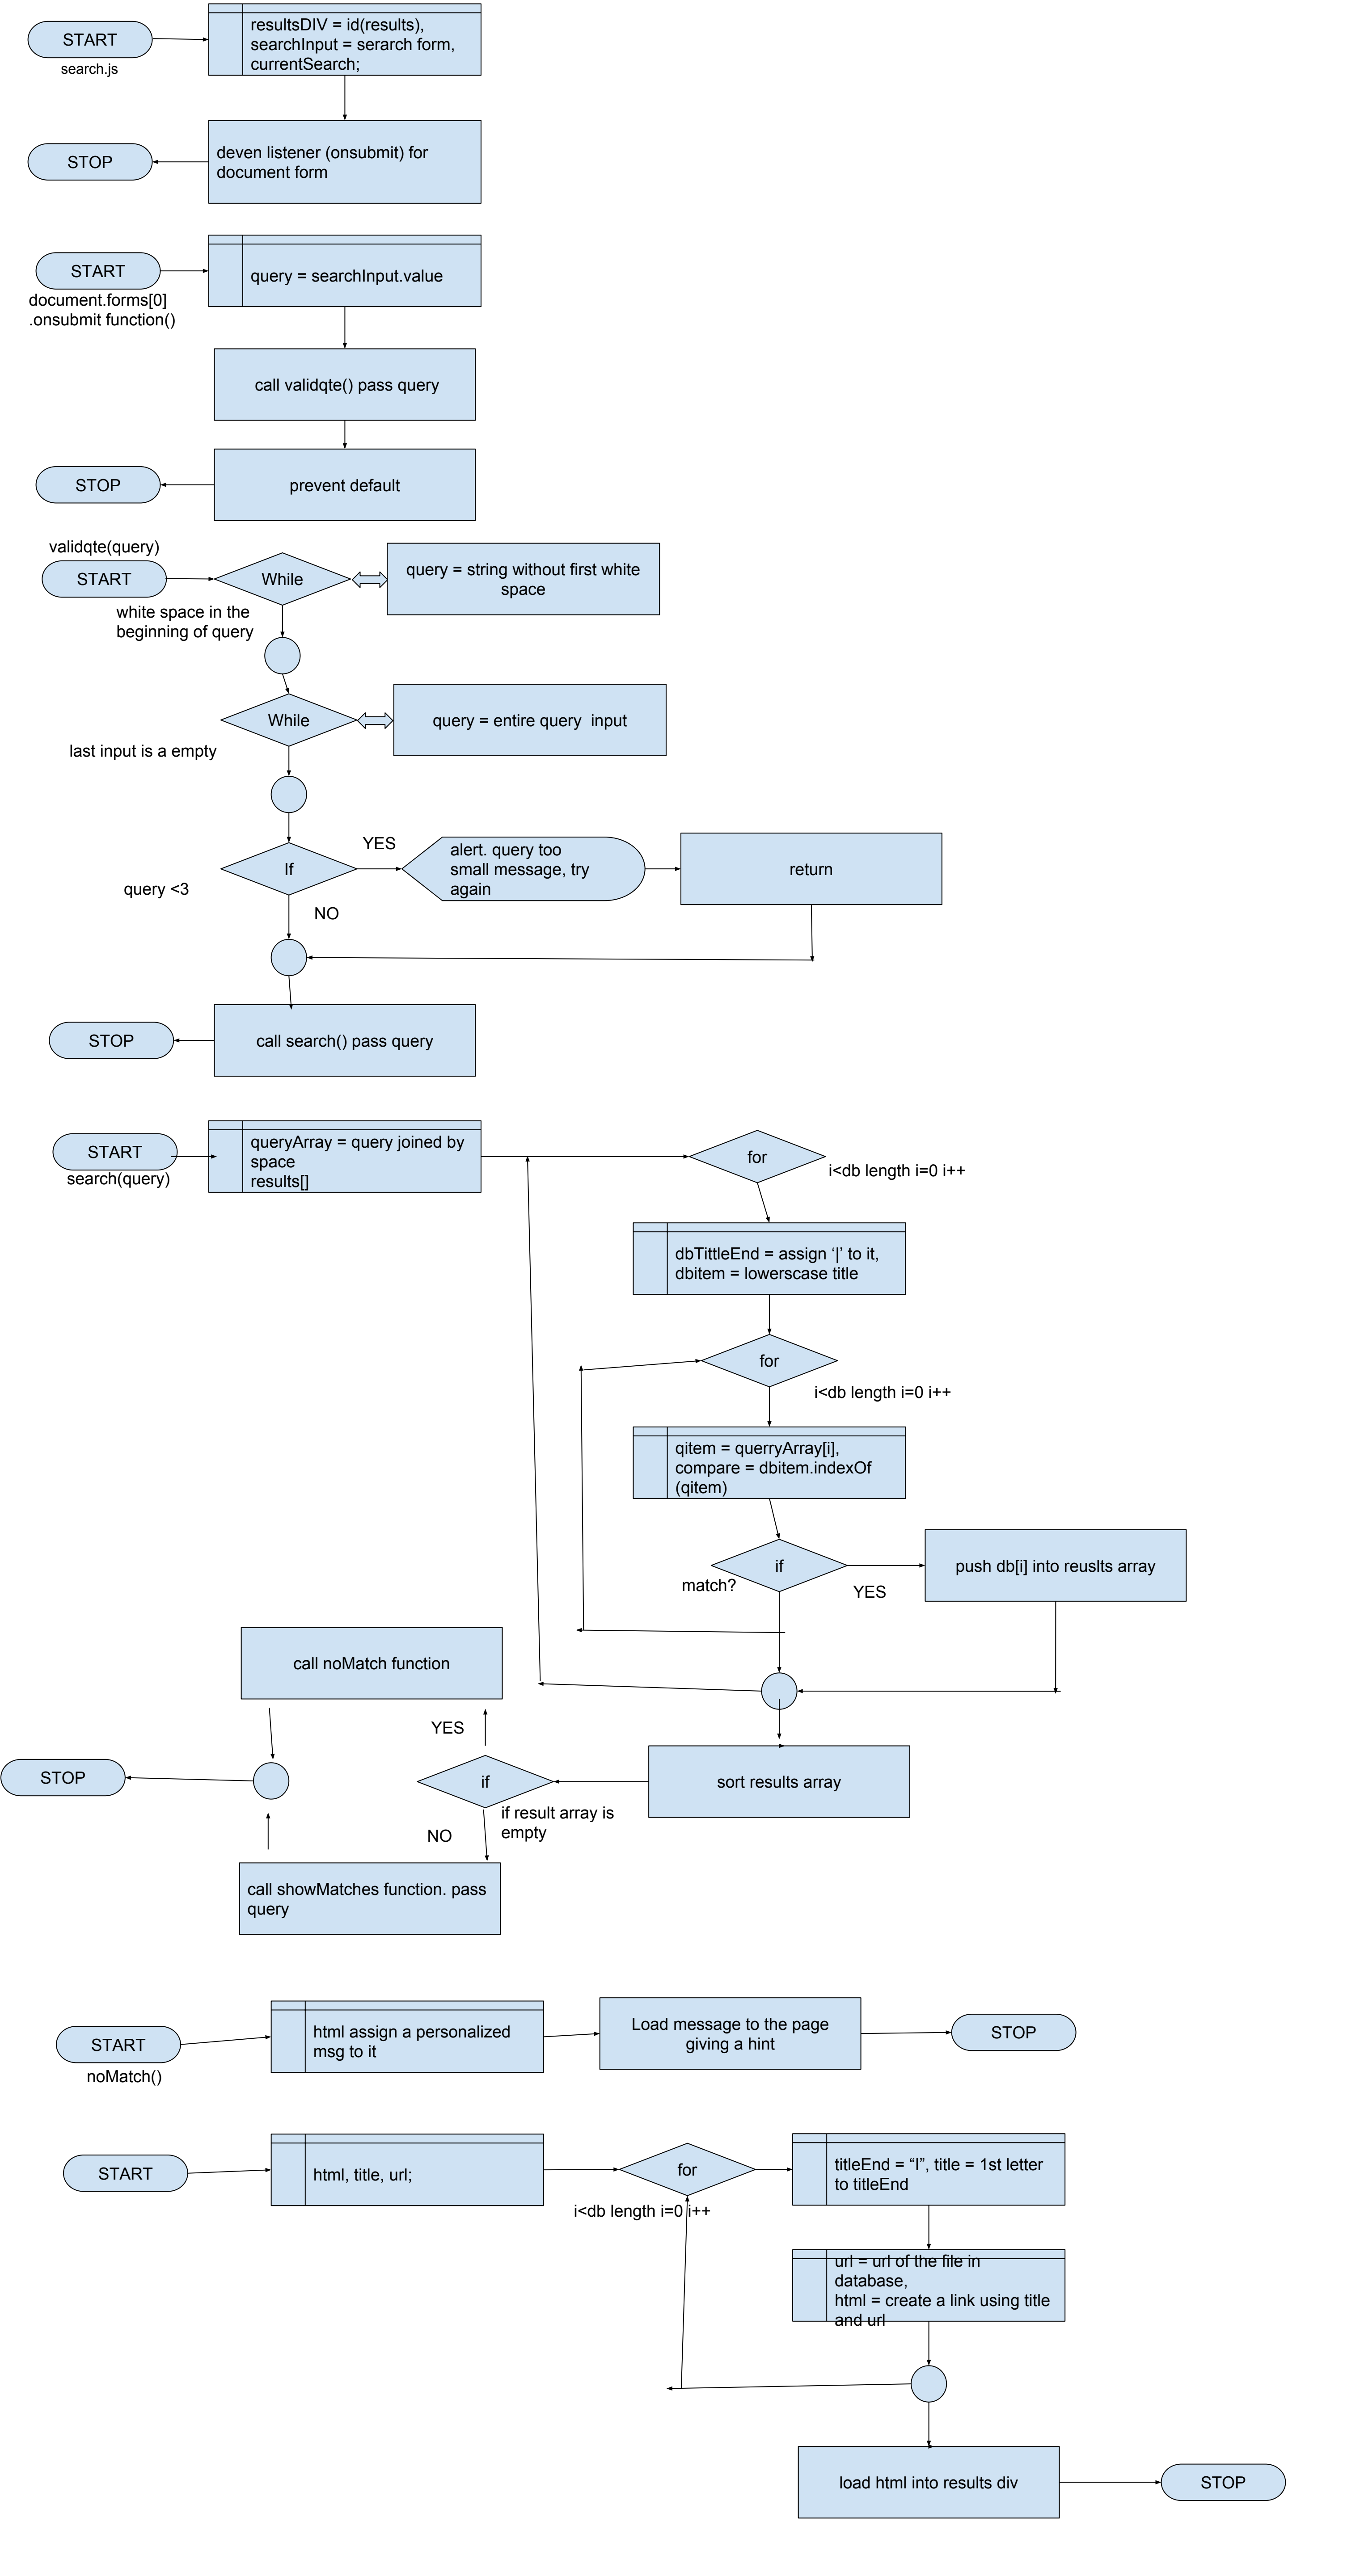 START
search.js
resultsDIV = id(results),
searchInput = serarch form,
currentSearch;
STOP
deven listener (onsubmit) for
document form
START
document.forms[0]
.onsubmit function()
query = searchInput.value
call validqte() pass query
STOP
prevent default
validqte(query)
START
While
query = string without first white
space
white space in the
beginning of query
While
query = entire query  input
last input is a empty
If
YES
alert. query too
small message, try
again
return
query <3
NO
STOP
call search() pass query
START
search(query)
queryArray = query joined by
space
results[]
for
i<db length i=0 i++
dbTittleEnd = assign ‘|’ to it,
dbitem = lowerscase title
for
i<db length i=0 i++
qitem = querryArray[i],
compare = dbitem.indexOf
(qitem)
if
match?
YES
push db[i] into reuslts array
call noMatch function
YES
STOP
if
sort results array
if result array is
empty
NO
call showMatches function. pass
query
START
noMatch()
html assign a personalized
msg to it
Load message to the page
giving a hint
STOP
START
html, title, url;
for
i<db length i=0 i++
titleEnd = “I”, title = 1st letter
to titleEnd
url = url of the file in
database,
html = create a link using title
and url
load html into results div
STOP